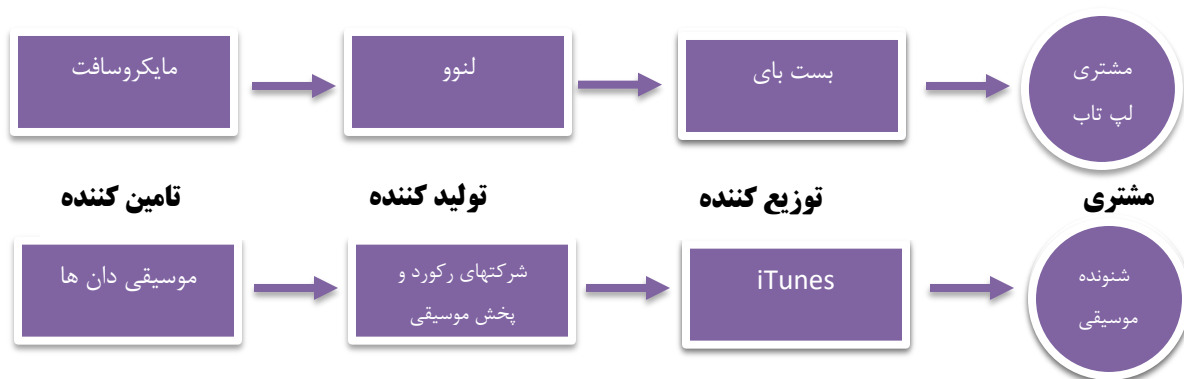 مایکروسافت
لنوو
بست بای
مشتری
لپ تاب
تامین کننده
تولید کننده
توزیع کننده
مشتری
موسیقی دان ها
شرکتهای رکورد و
پخش موسیقی
iTunes
شنونده
موسیقی